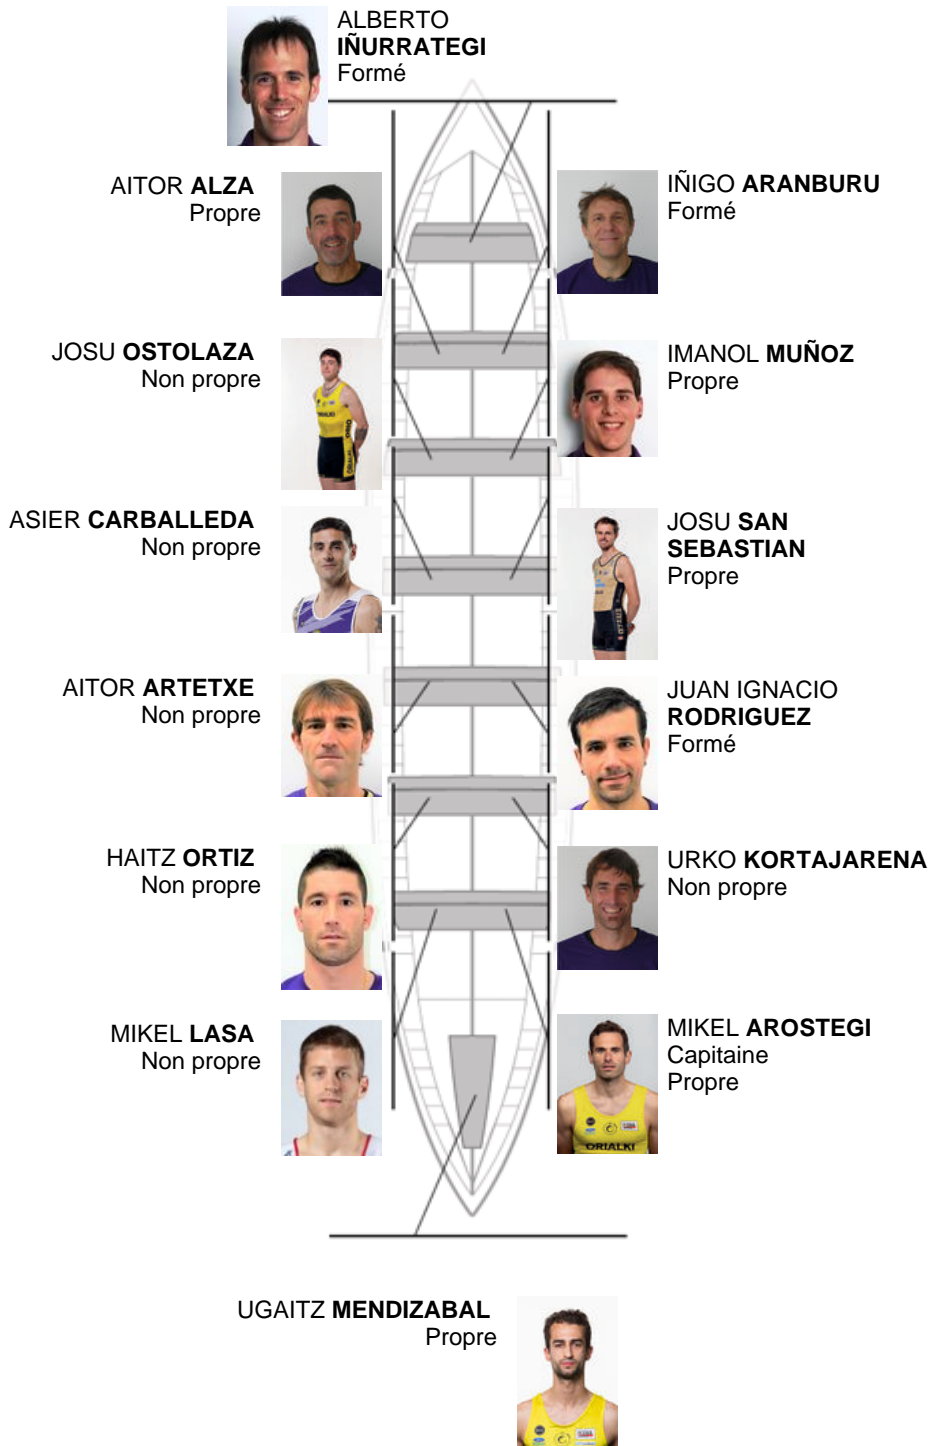 ALBERTO
IÑURRATEGI
Formé
AITOR ALZA
Propre
IÑIGO ARANBURU
Formé
JOSU OSTOLAZA
Non propre
IMANOL MUÑOZ
Propre
ASIER CARBALLEDA
Non propre
JOSU SAN
SEBASTIAN
Propre
AITOR ARTETXE
Non propre
JUAN IGNACIO
RODRIGUEZ
Formé
HAITZ ORTIZ
Non propre
URKO KORTAJARENA
Non propre
MIKEL LASA
Non propre
MIKEL AROSTEGI
Capitaine
Propre
ORIALKI
UGAITZ MENDIZABAL
Propre